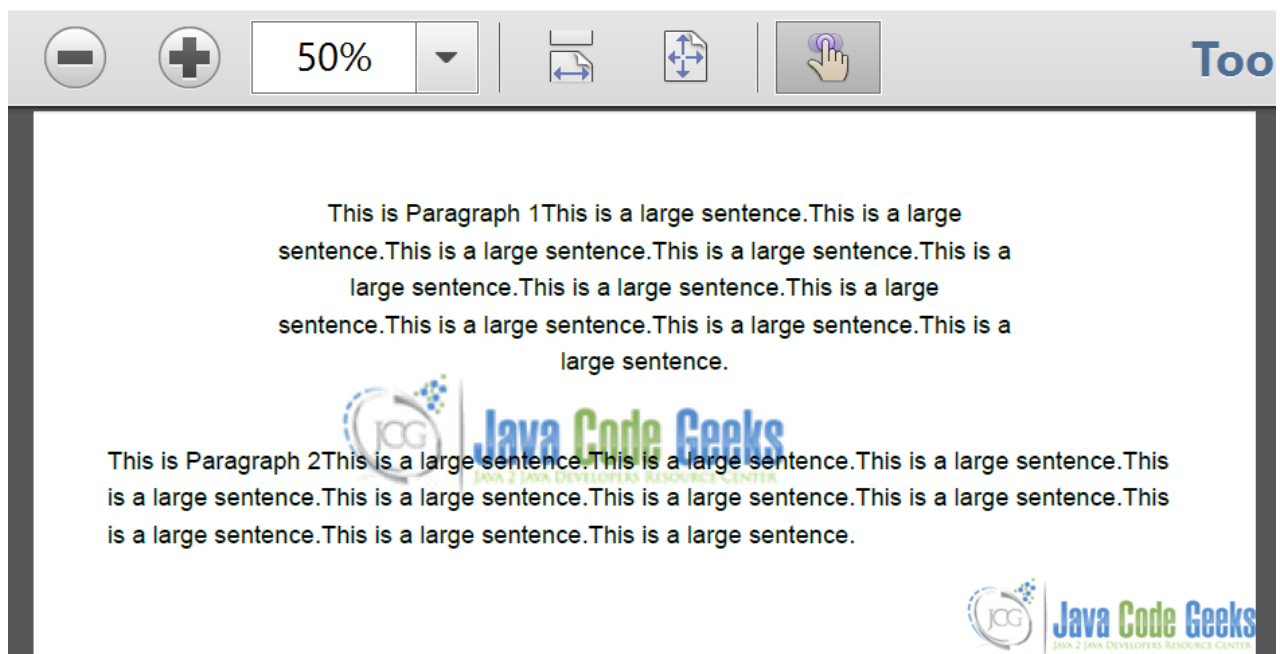 50%
Too
This is Paragraph 1This is a large sentence.This is a large
sentence.This is a large sentence.This is a large sentence.This is a
large sentence.This is a large sentence.This is a large
sentence.This is a large sentence.This is a large sentence.This is a
large sentence.
JCG
Java Code Geeks
JAVA 2 JAVA DEVELOPERS RESOURCE CENTER
This is Paragraph 2This is a large sentence.This is a large sentence.This is a large sentence.This
is a large sentence.This is a large sentence.This is a large sentence.This is a large sentence.This
is a large sentence.This is a large sentence.This is a large sentence.
JCG
Java Code Geeks
JAVA 2 JAVA DEVELOPERS RESOURCE CENTER